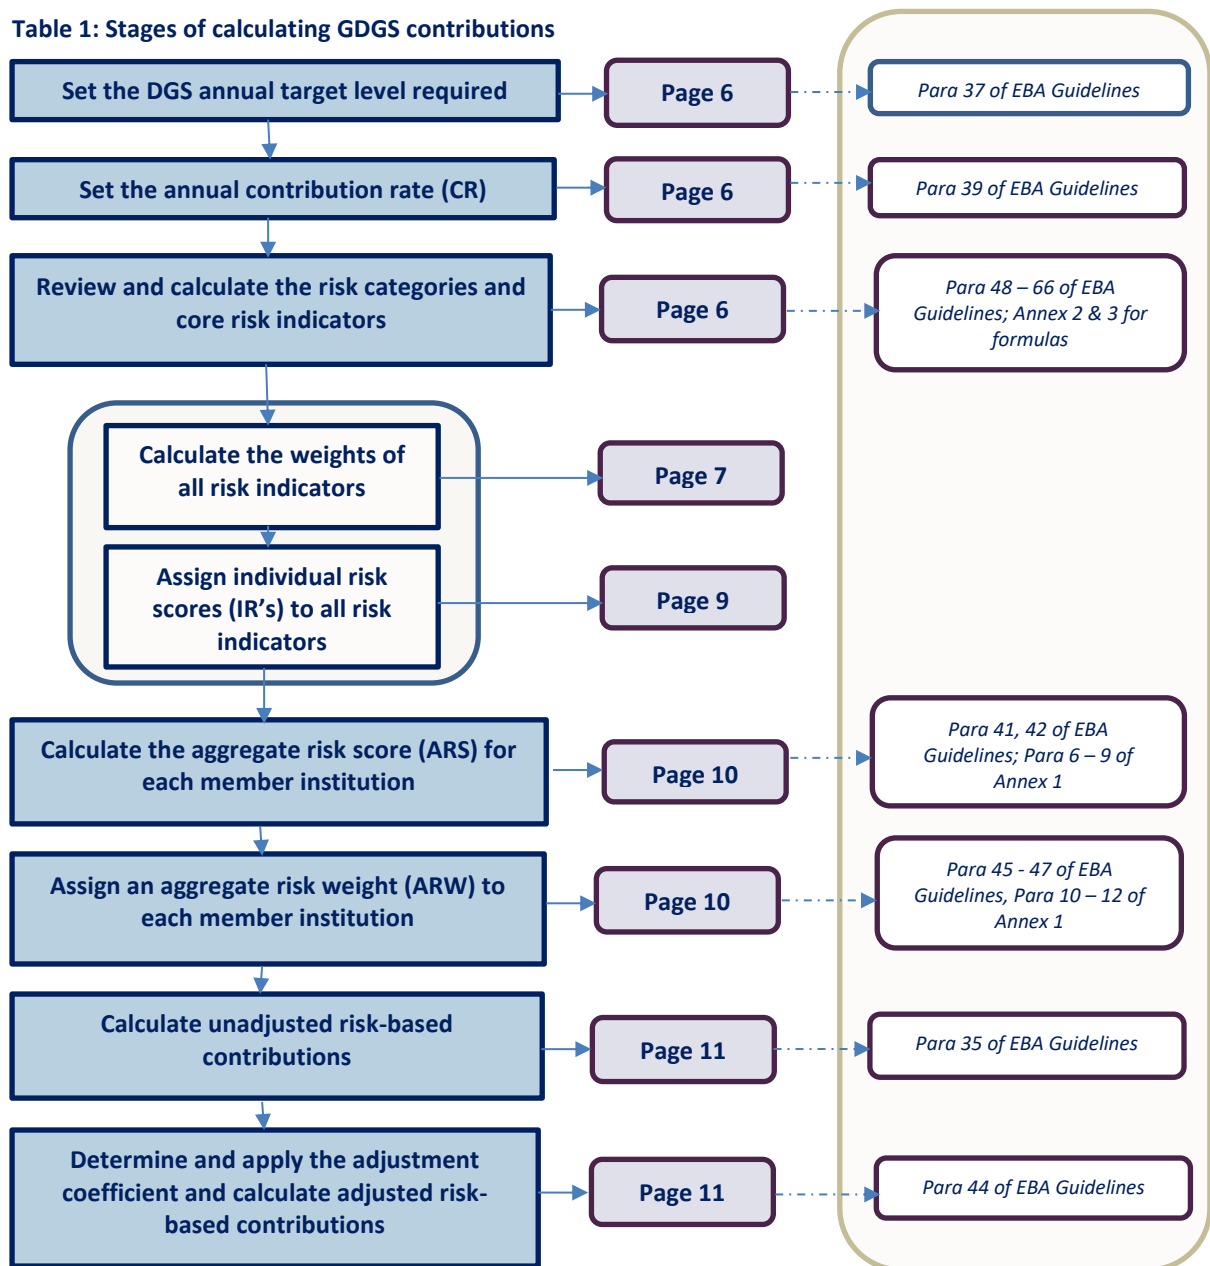 Table 1: Stages of calculating GDGS contributions
Set the DGS annual target level required
Page 6
Para 37 of EBA Guidelines
Set the annual contribution rate (CR)
Page 6
Para 39 of EBA Guidelines
Review and calculate the risk categories and
core risk indicators
Page 6
Para 48 – 66 of EBA
Guidelines; Annex 2 & 3 for
formulas
Calculate the weights of
all risk indicators
Page 7
Assign individual risk
scores (IR's) to all risk
indicators
Page 9
Calculate the aggregate risk score (ARS) for
each member institution
Page 10
Para 41, 42 of EBA
Guidelines; Para 6 – 9 of
Annex 1
Assign an aggregate risk weight (ARW) to
each member institution
Page 10
Para 45 - 47 of EBA
Guidelines, Para 10 – 12 of
Annex 1
Calculate unadjusted risk-based
contributions
Page 11
Para 35 of EBA Guidelines
Determine and apply the adjustment
coefficient and calculate adjusted risk-
based contributions
Page 11
Para 44 of EBA Guidelines